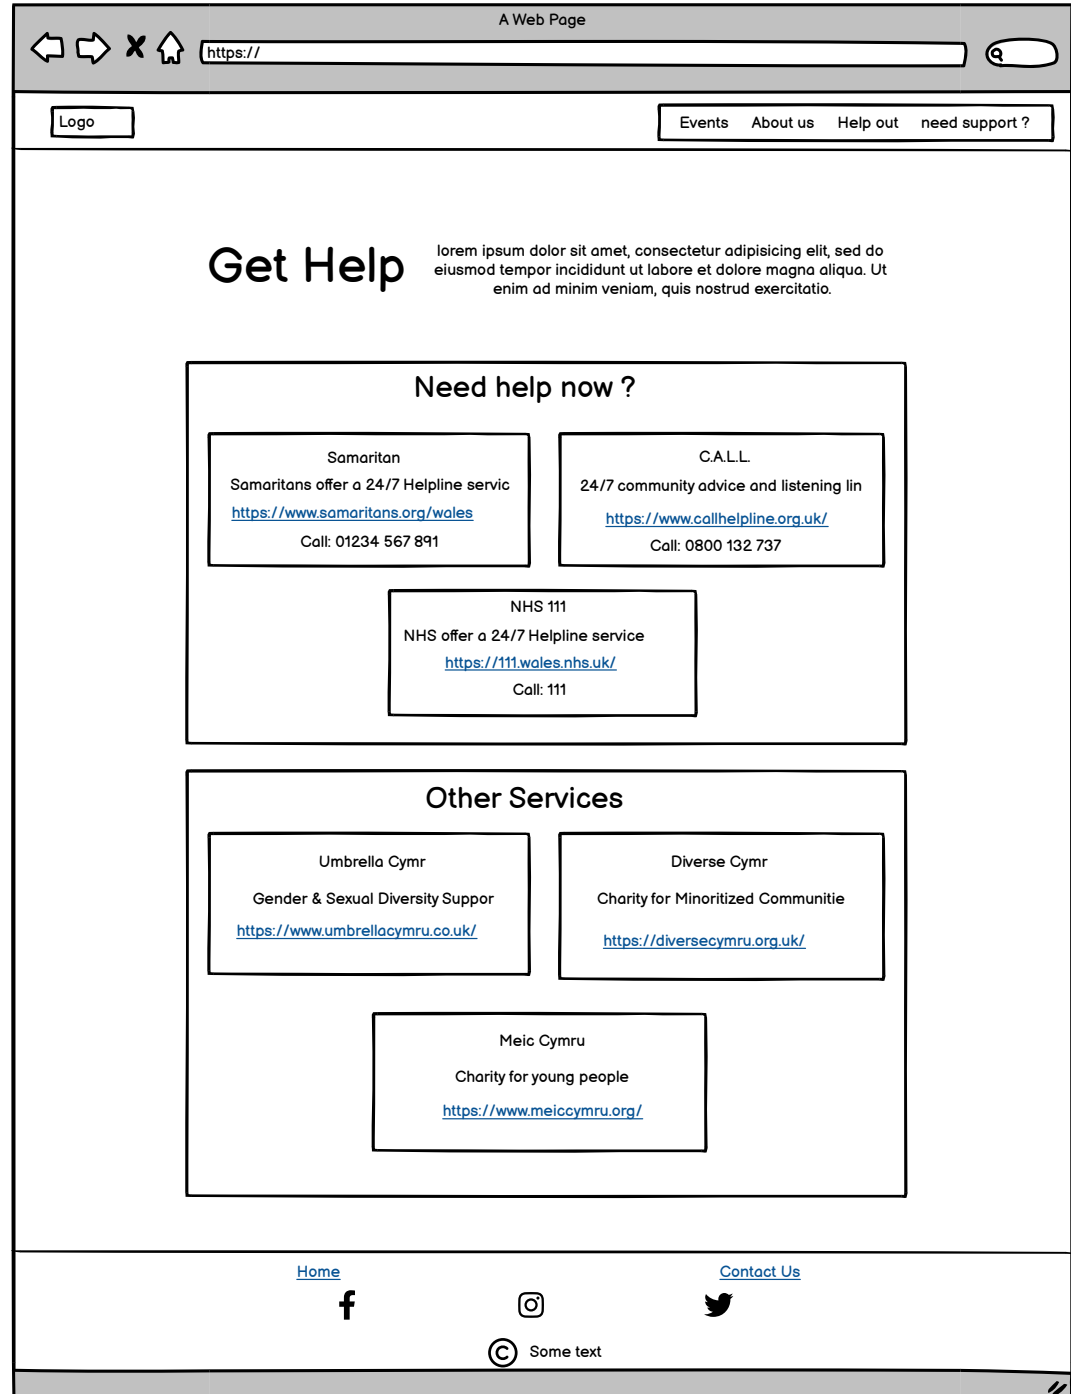 A Web Page
https://
Logo
Events About us Help out need support ?
Get Help
lorem ipsum dolor sit amet, consectetur adipisicing elit, sed do
eiusmod tempor incididunt ut labore et dolore magna aliqua. Ut
enim ad minim veniam, quis nostrud exercitatio.
Need help now ?
Samaritan
Samaritans offer a 24/7 Helpline servic
https://www.samaritans.org/wales
Call: 01234 567 891
C.A.L.L.
24/7 community advice and listening lin
https://www.callhelpline.org.uk/
Call: 0800 132 737
NHS 111
NHS offer a 24/7 Helpline service
https://111.wales.nhs.uk/
Call: 111
Other Services
Umbrella Cymr
Gender & Sexual Diversity Suppor
https://www.umbrellacymru.co.uk/
Diverse Cymr
Charity for Minoritized Communitie
https://diversecymru.org.uk/
Meic Cymru
Charity for young people
https://www.meiccymru.org/
Home
Contact Us
© Some text